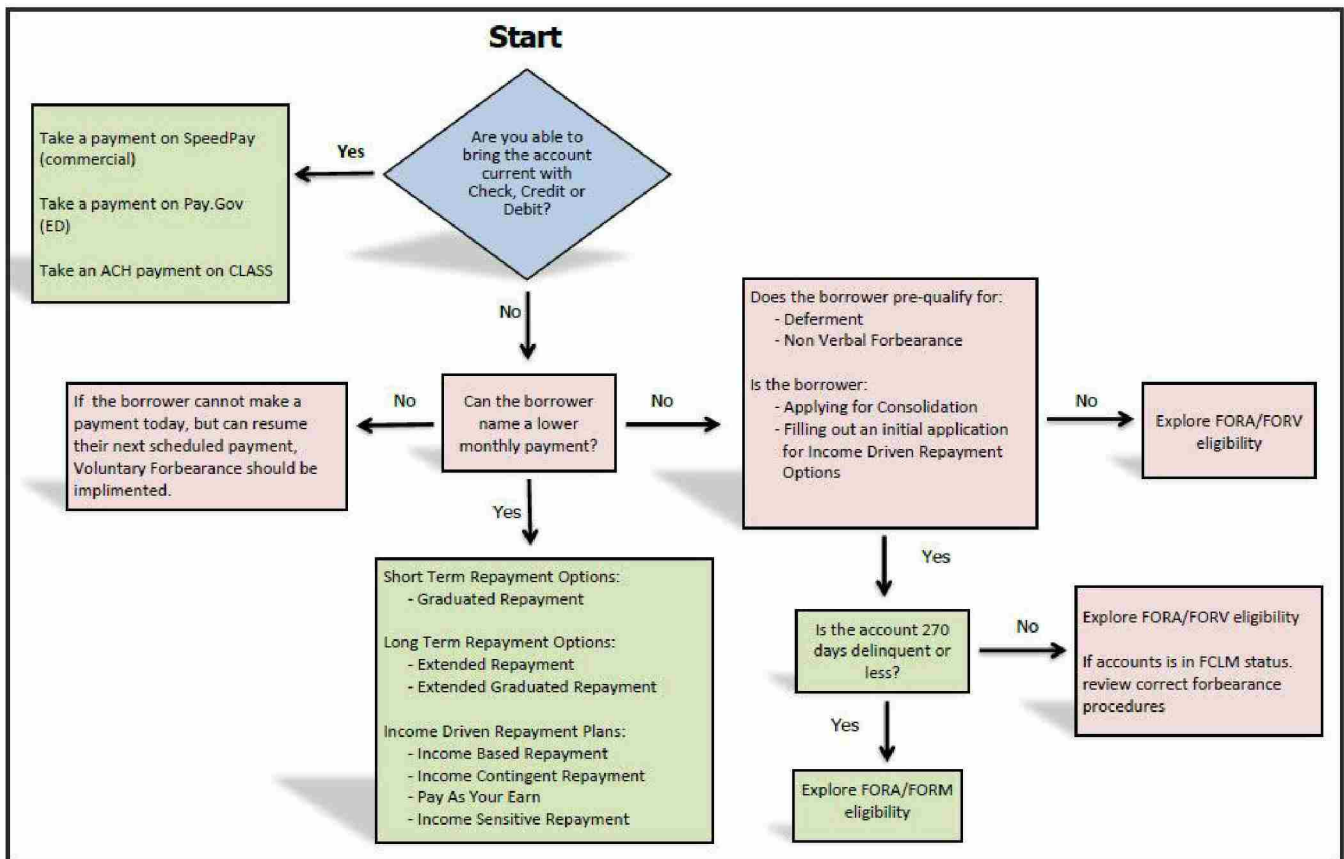 Start
Are you able to
bring the account
current with
Check, Credit or
Debit?
Yes
Take a payment on SpeedPay
(commercial)
Take a payment on Pay.Gov
(ED)
Take an ACH payment on CLASS
No
Can the borrower
name a lower
monthly payment?
No
If the borrower cannot make a
payment today, but can resume
their next scheduled payment,
Voluntary Forbearance should be
implimented.
No
Does the borrower pre-qualify for:
- Deferment
- Non Verbal Forbearance
Is the borrower:
- Applying for Consolidation
- Filling out an initial application
for Income Driven Repayment
Options
No
Explore FORA/FORV
eligibility
Yes
Short Term Repayment Options:
- Graduated Repayment
Long Term Repayment Options:
- Extended Repayment
- Extended Graduated Repayment
Income Driven Repayment Plans:
- Income Based Repayment
- Income Contingent Repayment
- Pay As Your Earn
- Income Sensitive Repayment
Yes
Is the account 270
days delinquent or
less?
No
Explore FORA/FORV eligibility
If accounts is in FCLM status.
review correct forbearance
procedures
Yes
Explore FORA/FORM
eligibility